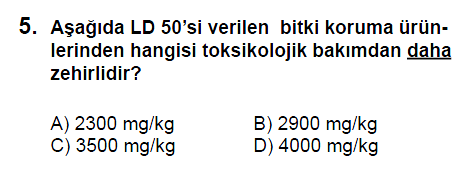 5. Aşağıda LD 50'si verilen bitki koruma ürün-
lerinden hangisi toksikolojik bakımdan daha
zehirlidir?
A) 2300 mg/kg B) 2900 mg/kg
C) 3500 mg/kg D) 4000 mg/kg